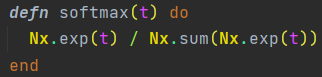 defn softmax(t) do
  Nx.exp(t) / Nx.sum(Nx.exp(t))
end